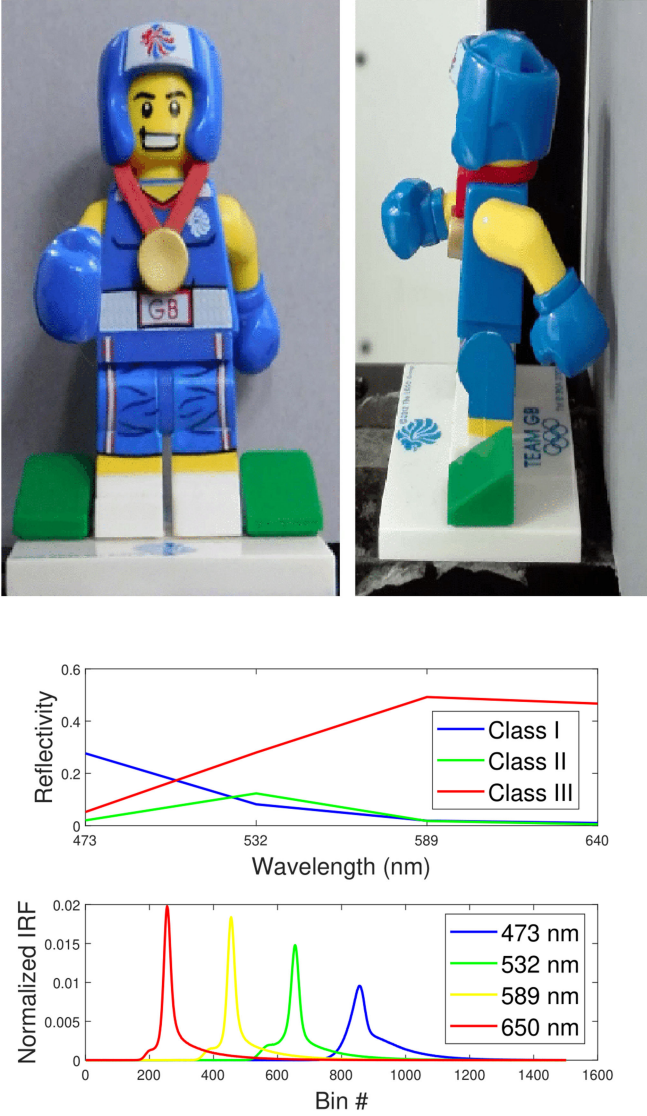 GB
TEAM GB
0.6
0.4
0.2
0
Reflectivity
473
532
589
640
Wavelength (nm)
Class I
Class II
Class III
0.02
0.015
0.01
0.005
0
Normalized IRF
0
200
400
600
800
1000
1200
1400
1600
Bin #
473 nm
532 nm
589 nm
650 nm